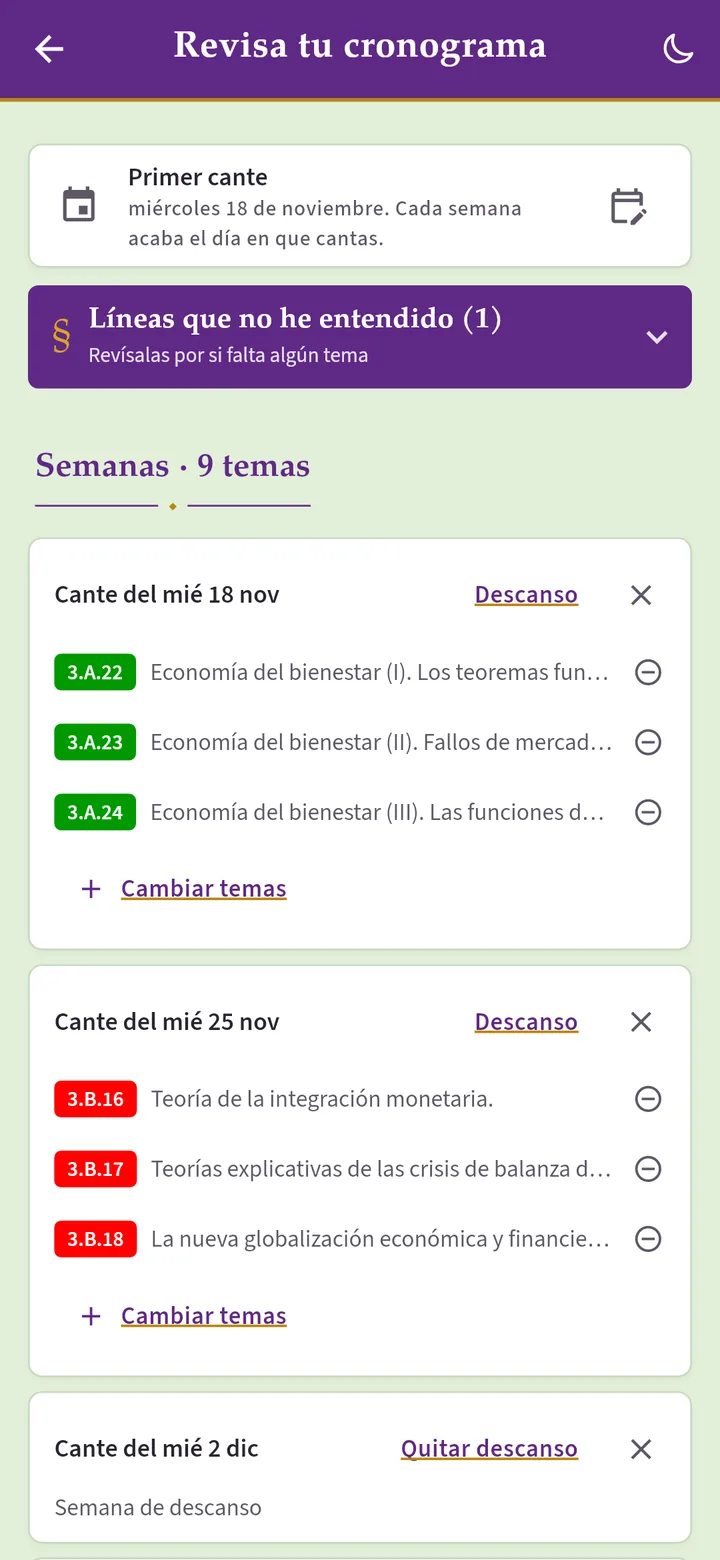 Revisa tu cronograma
Primer cante
miércoles 18 de noviembre. Cada semana
acaba el día en que cantas.
§
Líneas que no he entendido (1)
Revísalas por si falta algún tema
Semanas · 9 temas
Cante del mié 18 nov
Descanso
3.A.22 Economía del bienestar (I). Los teoremas fun…
3.A.23 Economía del bienestar (II). Fallos de mercad…
3.A.24 Economía del bienestar (III). Las funciones d…
Cambiar temas
Cante del mié 25 nov
Descanso
3.B.16 Teoría de la integración monetaria.
3.B.17 Teorías explicativas de las crisis de balanza d…
3.B.18 La nueva globalización económica y financie…
Cambiar temas
Cante del mié 2 dic
Quitar descanso
Semana de descanso